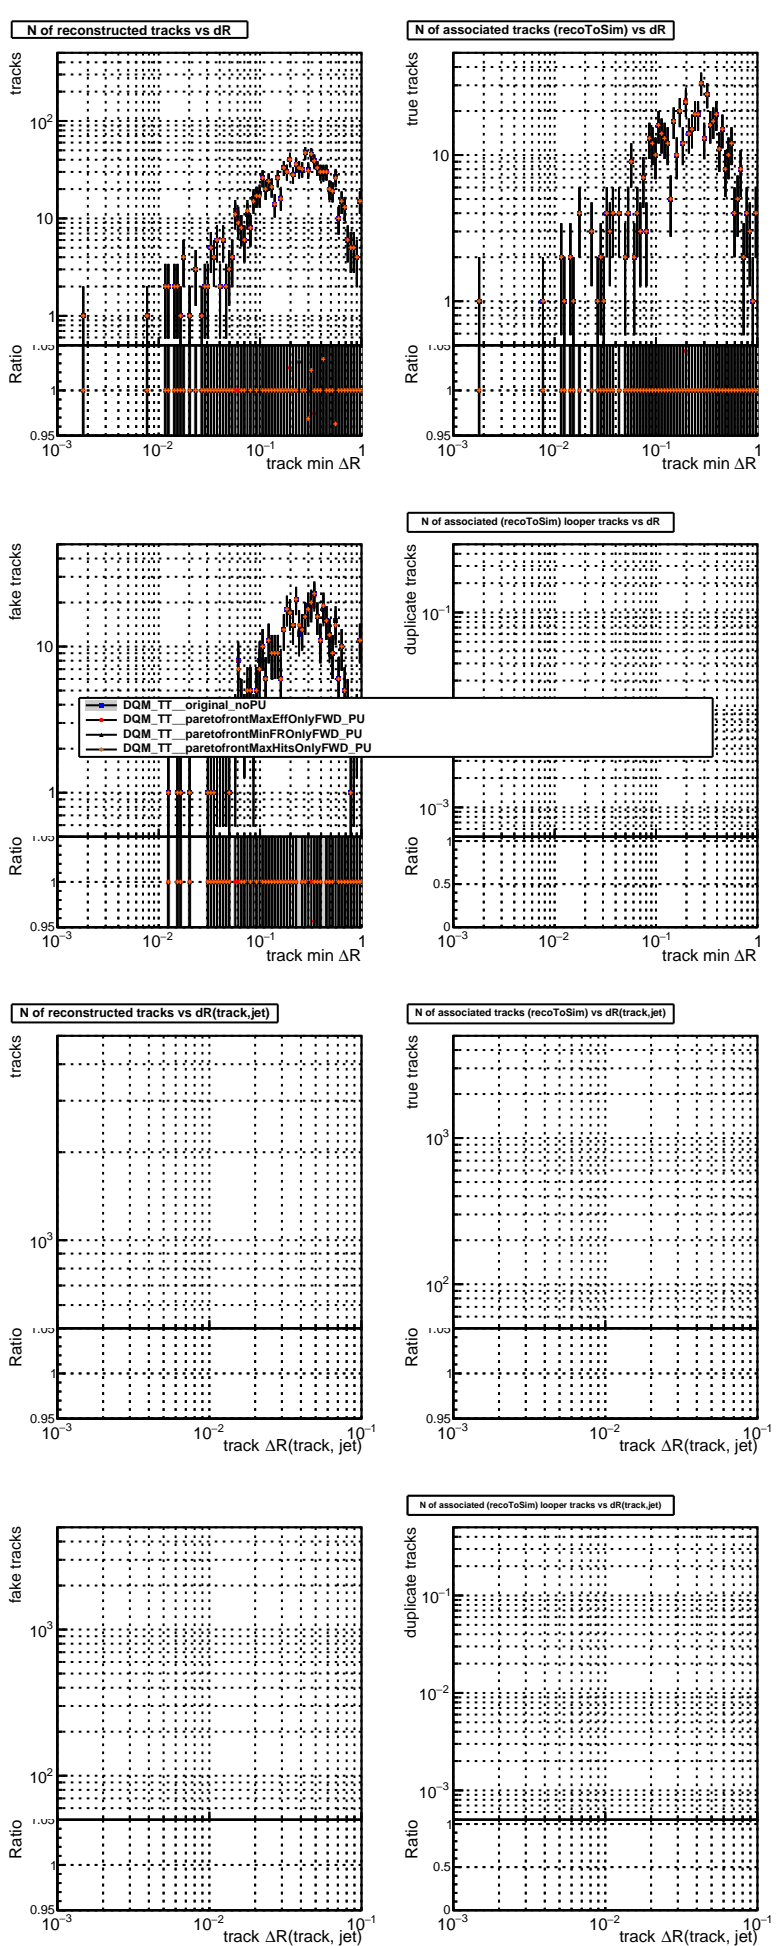 N of reconstructed tracks vs dR
tracks
10²
10
1
1.05
Ratio
1
0.95
10⁻³
10⁻²
10⁻¹
1
track min ΔR
N of associated tracks (recoToSim) vs dR
true tracks
10
1
1.05
Ratio
1
0.95
10⁻³
10⁻²
10⁻¹
1
track min ΔR
fake tracks
10
1
1.05
Ratio
1
0.95
10⁻³
10⁻²
10⁻¹
1
track min ΔR
N of associated (recoToSim) looper tracks vs dR
duplicate tracks
10⁻¹
10⁻³
Ratio
1
0.5
0
10⁻³
10⁻²
10⁻¹
1
track min ΔR
DQM_TT__original_noPU
DQM_TT__paretofrontMaxEffOnlyFWD_PU
DQM_TT__paretofrontMinFROnlyFWD_PU
DQM_TT__paretofrontMaxHitsOnlyFWD_PU
N of reconstructed tracks vs dR(track,jet)
tracks
10³
1.05
Ratio
1
0.95
10⁻³
10⁻²
10⁻¹
track ΔR(track, jet)
N of associated tracks (recoToSim) vs dR(track,jet)
true tracks
10³
10²
1.05
Ratio
1
0.95
10⁻³
10⁻²
10⁻¹
track ΔR(track, jet)
fake tracks
10³
10²
1.05
Ratio
1
0.95
10⁻³
10⁻²
10⁻¹
track ΔR(track, jet)
N of associated (recoToSim) looper tracks vs dR(track,jet)
duplicate tracks
10⁻¹
10⁻²
10⁻³
Ratio
1
0.5
0
10⁻³
10⁻²
10⁻¹
track ΔR(track, jet)